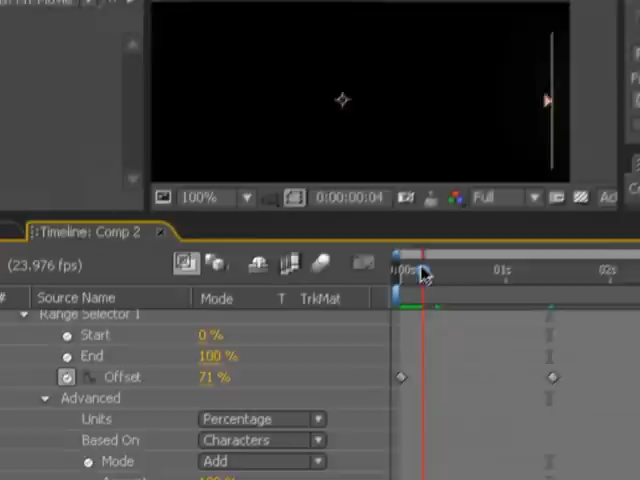 100% 0:00:00:04 Full
Timeline: Comp 2 ×
(23.976 fps) 00s 01s 02s
# Source Name Mode T TrkMat
Range Selector 1
Start 0 %
End 100 %
Offset 71 %
Advanced
Units Percentage
Based On Characters
Mode Add